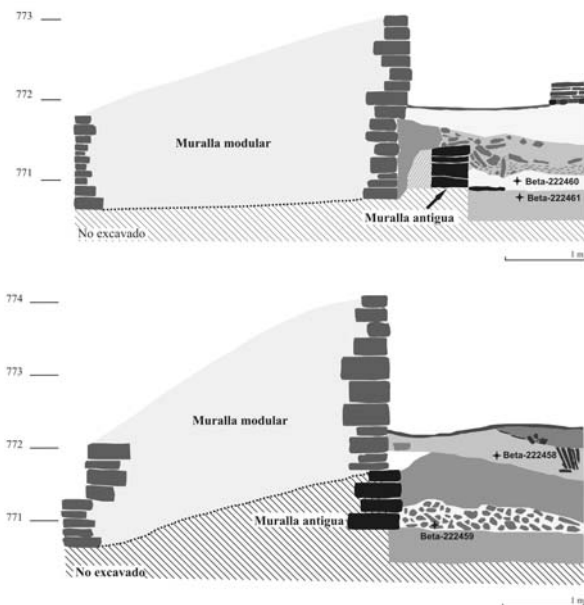 773
772
Muralla modular
771
Beta-222460
Beta-222461
Muralla antigua
No excavado
1 m
774
773
Muralla modular
772
Beta-222458
771
Muralla antigua
Beta-222459
No excavado
1 m